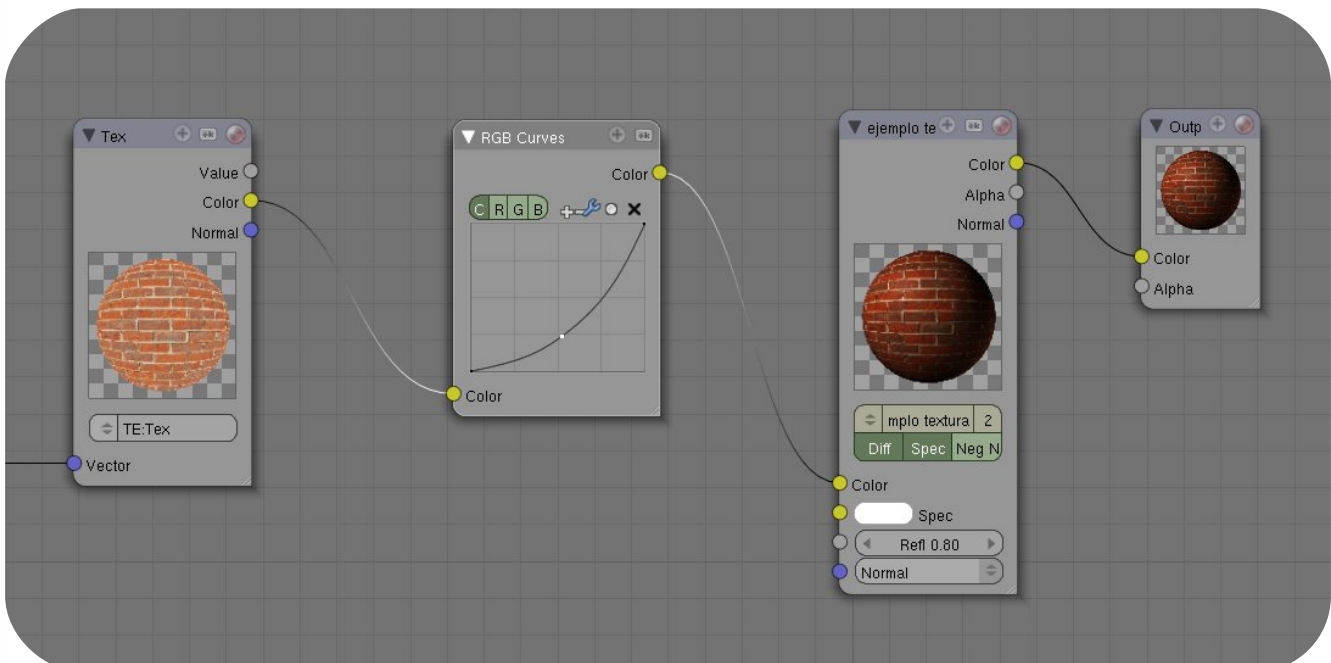 Tex
Value
Color
Normal
TE:Tex
Vector
RGB Curves
Color
C R G B
Color
ejemplo te
Color
Alpha
Normal
mplo textura 2
Diff Spec Neg N
Color
Spec
Refl 0.80
Normal
Outp
Color
Alpha